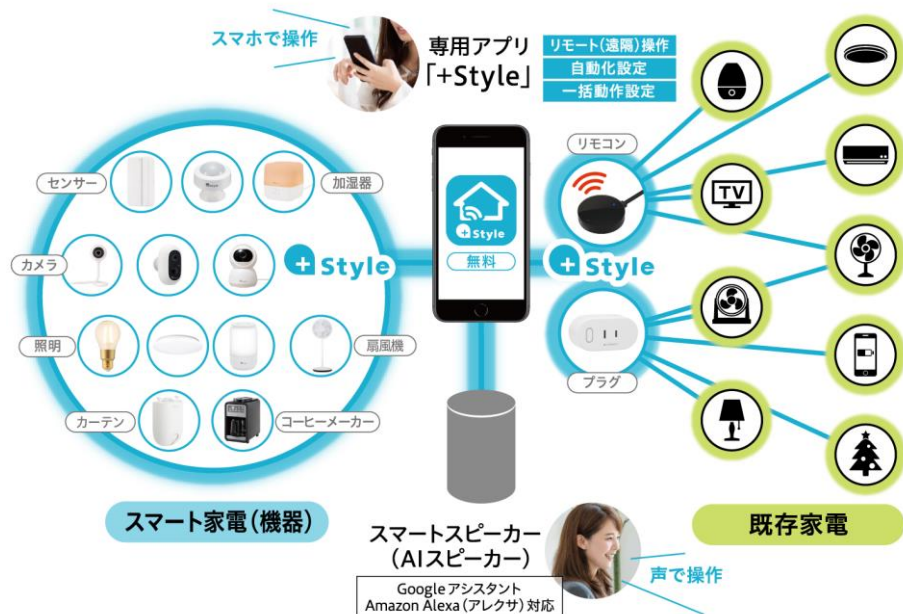 スマホで操作
専用アプリ
「+Style」
リモート(遠隔)操作
自動化設定
一括動作設定
センサー
加湿器
カメラ
照明
扇風機
カーテン
コーヒーメーカー
+Style
+Style
無料
+Style
リモコン
プラグ
TV
スマート家電(機器)
スマートスピーカー
(AIスピーカー)
Googleアシスタント
Amazon Alexa(アレクサ)対応
声で操作
既存家電